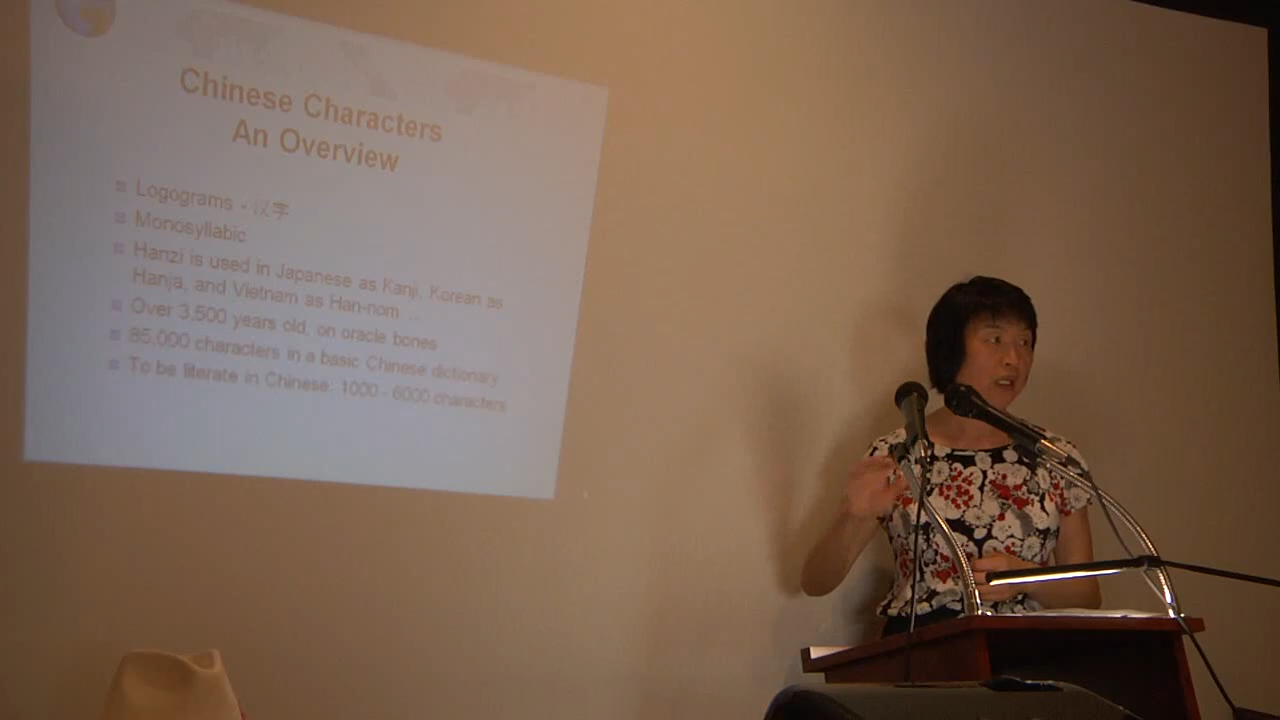 Chinese Characters
An Overview
Logograms - 汉字
Monosyllabic
Hanzi is used in Japanese as Kanji, Korean as
Hanja, and Vietnam as Han-nom ...
Over 3,500 years old, on oracle bones
85,000 characters in a basic Chinese dictionary
To be literate in Chinese: 1000 - 6000 characters